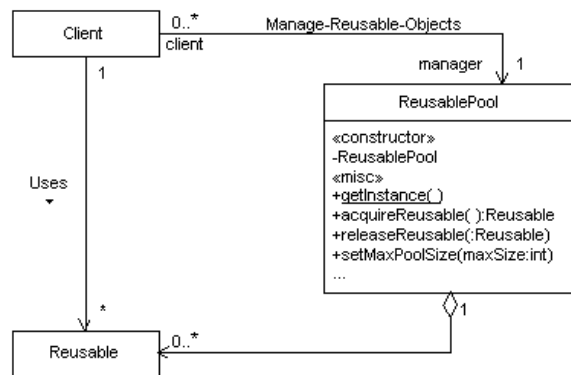 0..*
Manage-Reusable-Objects
Client
client
1
manager
1
ReusablePool
«constructor»
-ReusablePool
«misc»
+getInstance( )
+acquireReusable( ):Reusable
+releaseReusable(:Reusable)
+setMaxPoolSize(maxSize:int)
...
Uses
1
*
0..*
Reusable